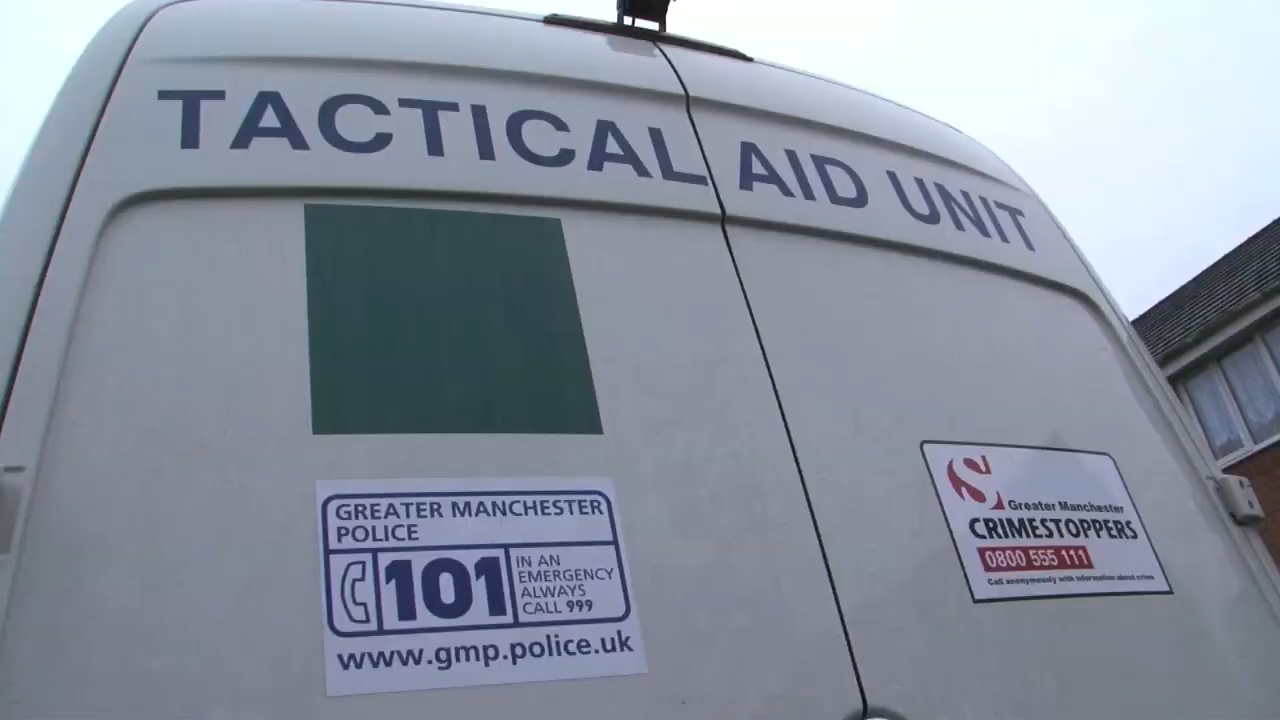 TACTICAL AID UNIT
GREATER MANCHESTER
POLICE
101
IN AN
EMERGENCY
ALWAYS
CALL 999
www.gmp.police.uk
Greater Manchester
CRIMESTOPPERS
0800 555 111
Call anonymously with information about crime